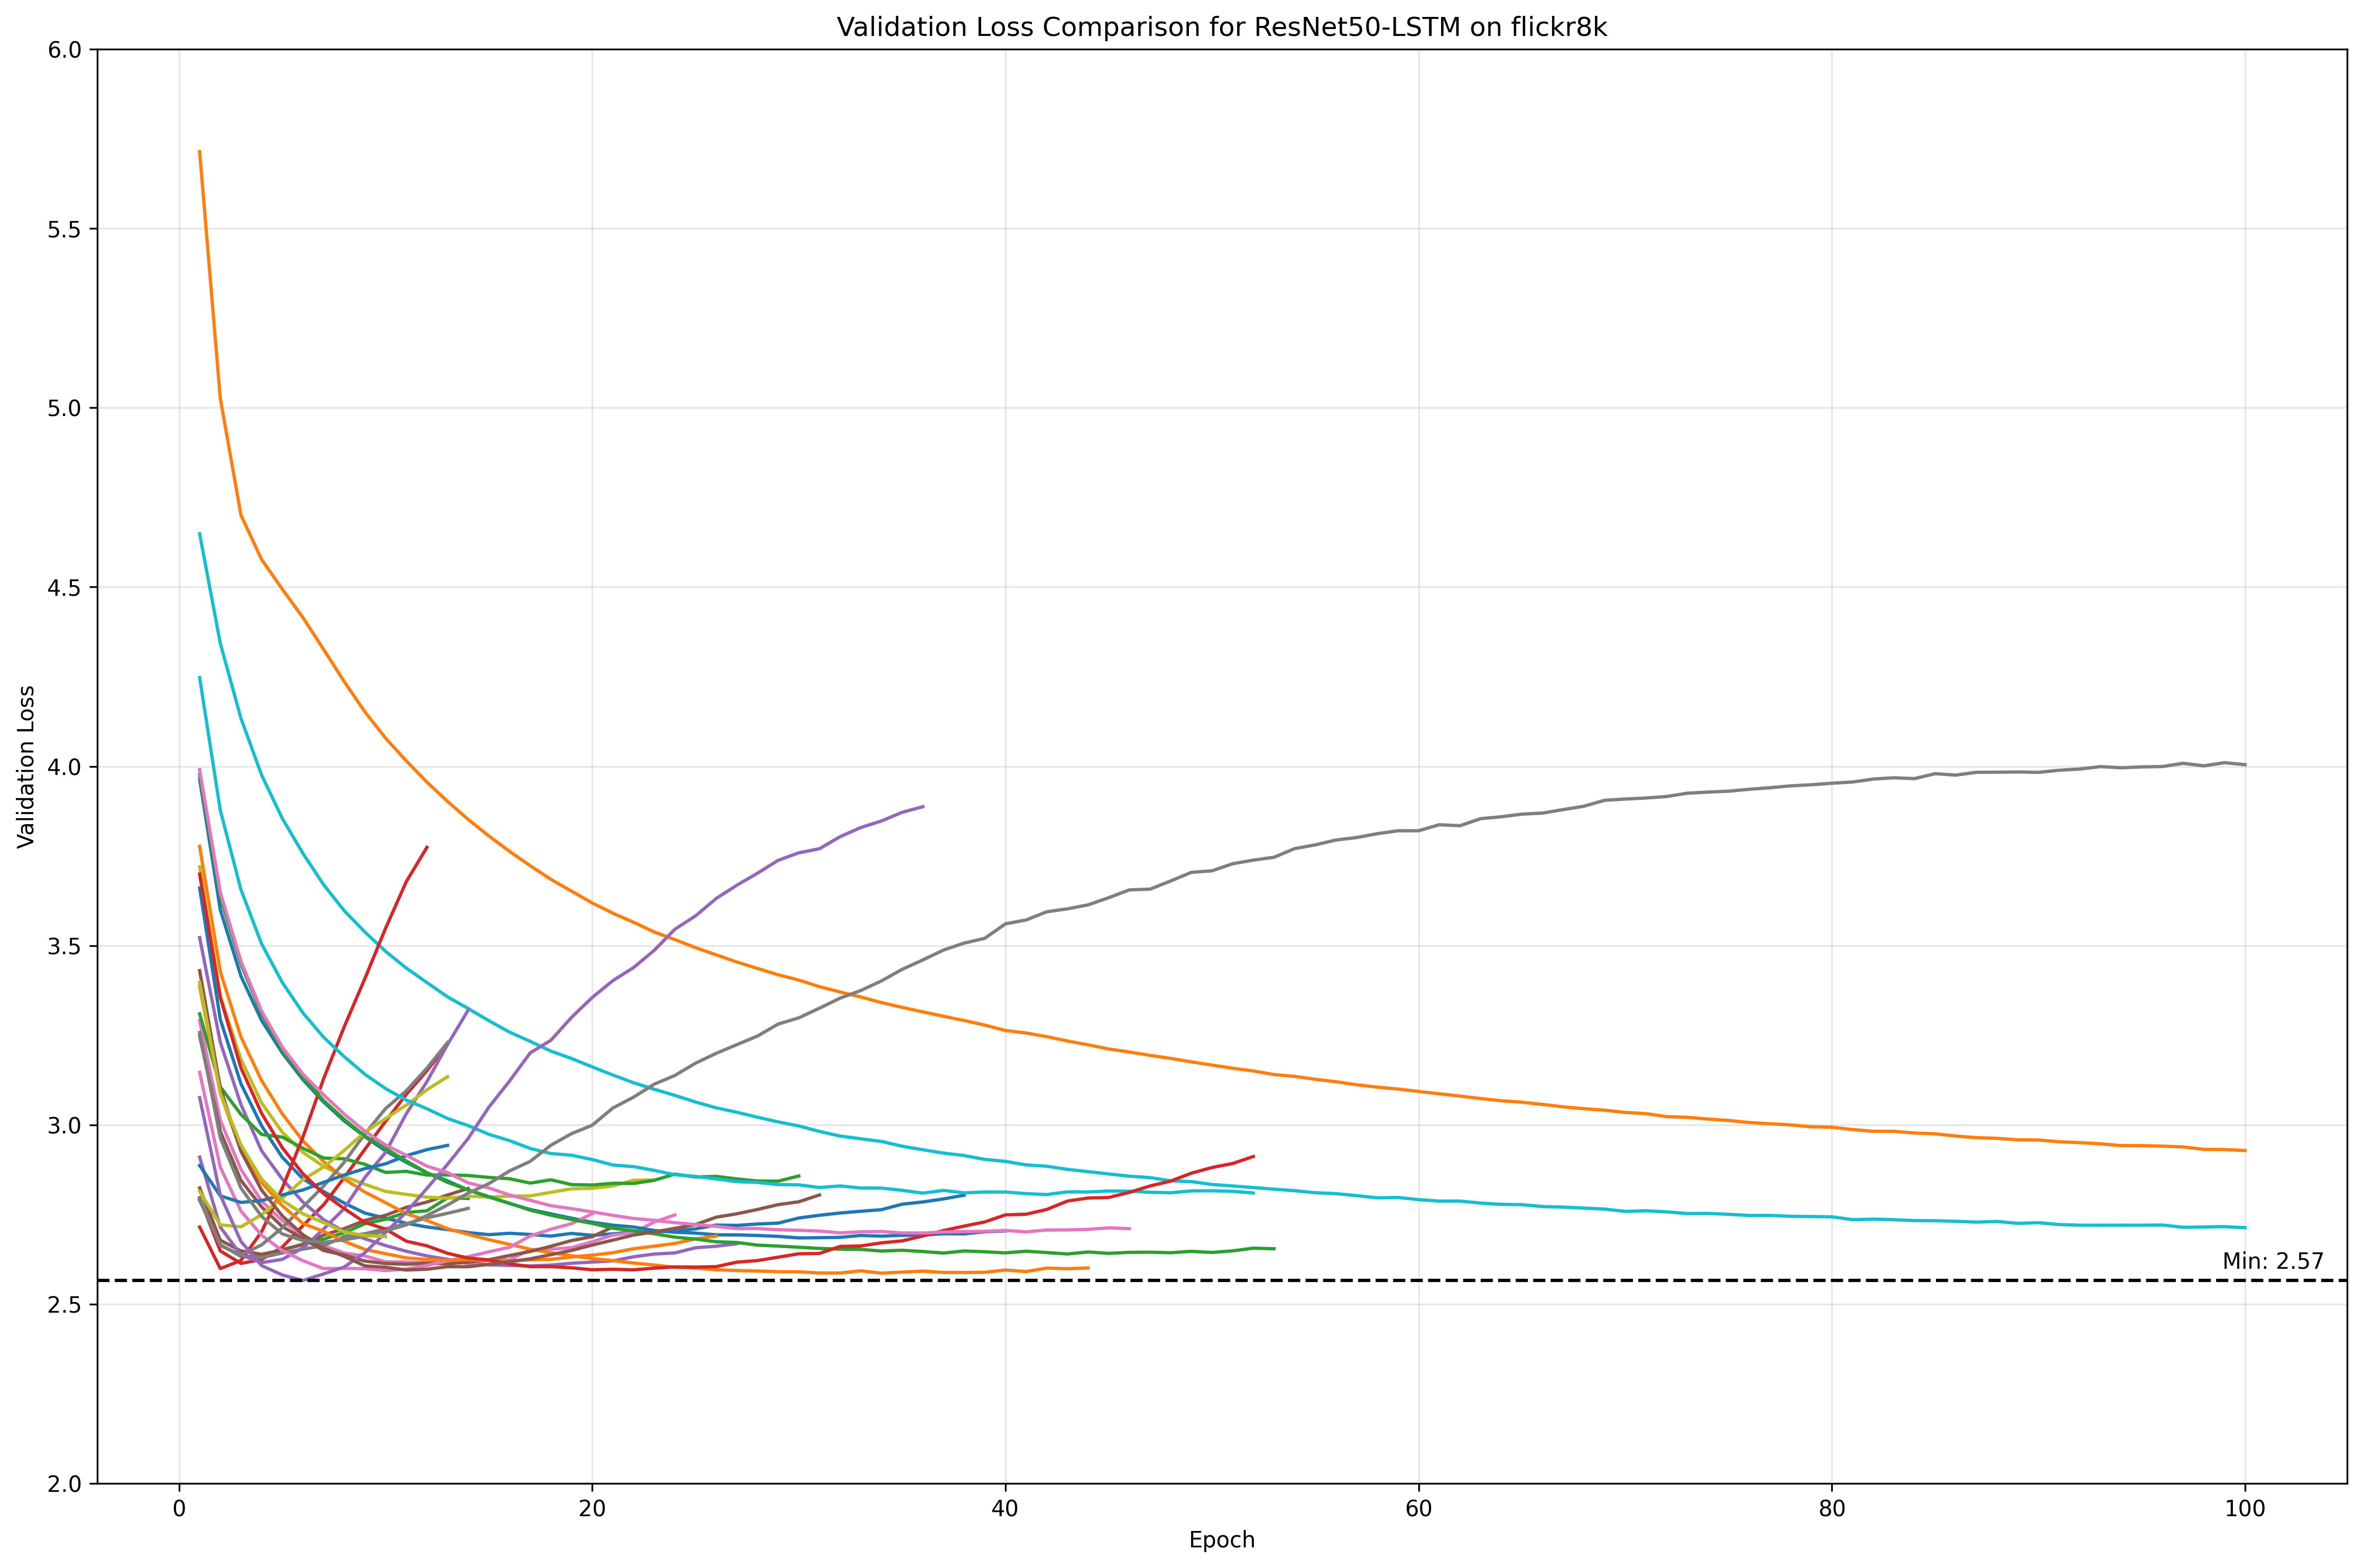 Validation Loss Comparison for ResNet50-LSTM on flickr8k
6.0
5.5
5.0
4.5
4.0
3.5
3.0
2.5
2.0
Validation Loss
Min: 2.57
0 20 40 60 80 100
Epoch